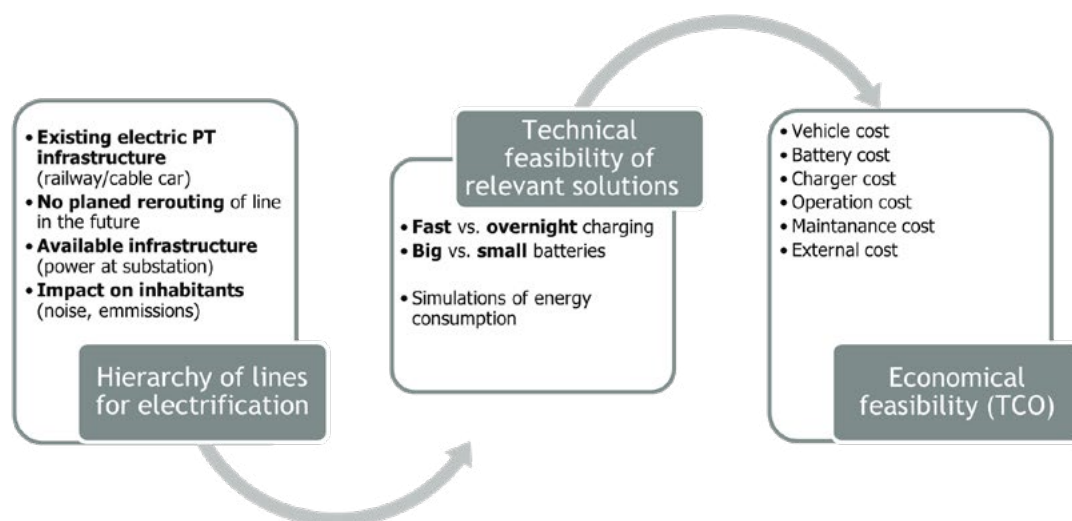 • Existing electric PT
infrastructure
(railway/cable car)
• No planed rerouting of line
in the future
• Available infrastructure
(power at substation)
• Impact on inhabitants
(noise, emmissions)
Hierarchy of lines
for electrification
Technical
feasibility of
relevant solutions
• Fast vs. overnight charging
• Big vs. small batteries
• Simulations of energy
consumption
• Vehicle cost
• Battery cost
• Charger cost
• Operation cost
• Maintanance cost
• External cost
Economical
feasibility (TCO)